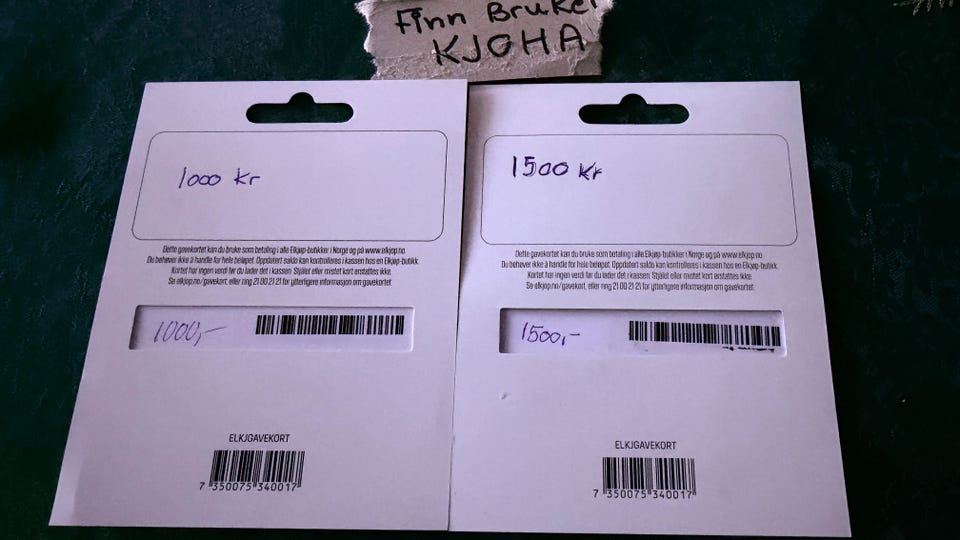 Finn Bruker
KJOHA
1000 kr
Dette gavekortet kan du bruke som betaling i alle Elkjøp-butikker i Norge og på www.elkjop.no
Du behøver ikke å handle for hele beløpet. Oppdatert saldo kan kontrolleres i kassen hos en Elkjøp-butikk.
Kortet har ingen verdi før du lader det i kassen. Stjålet eller mistet kort erstattes ikke.
Se elkjop.no/gavekort, eller ring 21 00 21 21 for ytterligere informasjon om gavekortet.
1000,-
ELKJGAVEKORT
7 350075 340017
1500 kr
Dette gavekortet kan du bruke som betaling i alle Elkjøp-butikker i Norge og på www.elkjop.no
Du behøver ikke å handle for hele beløpet. Oppdatert saldo kan kontrolleres i kassen hos en Elkjøp-butikk.
Kortet har ingen verdi før du lader det i kassen. Stjålet eller mistet kort erstattes ikke.
Se elkjop.no/gavekort, eller ring 21 00 21 21 for ytterligere informasjon om gavekortet.
1500,-
ELKJGAVEKORT
7 350075 340017